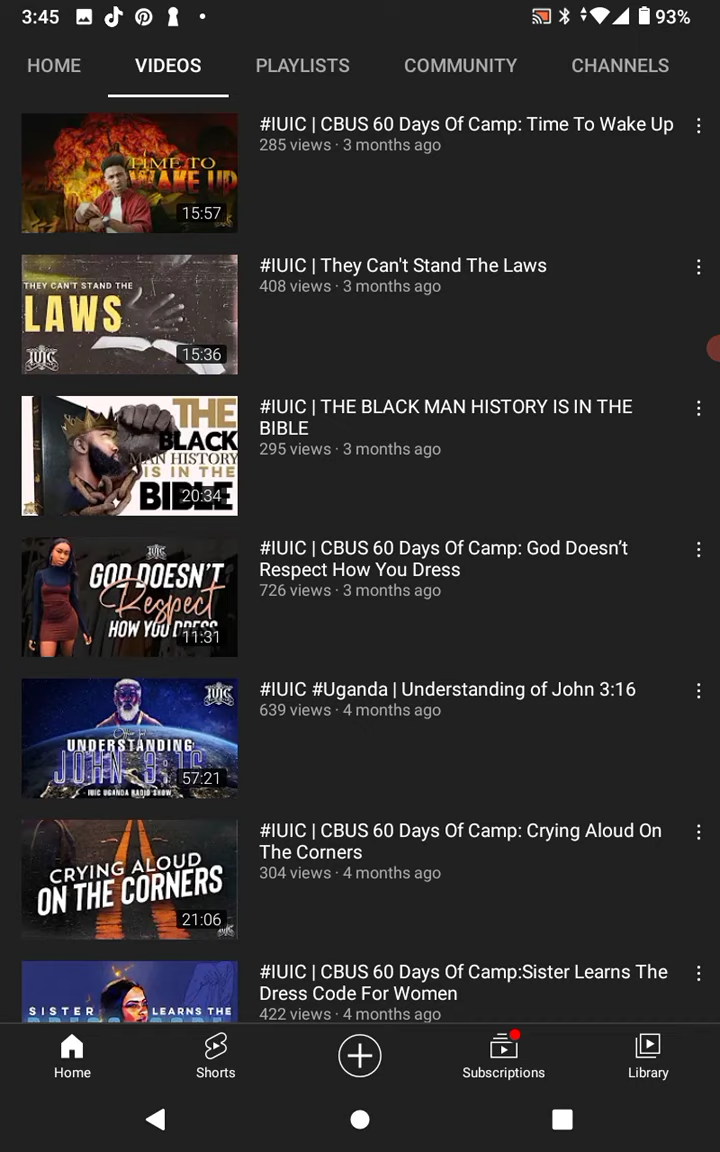 3:45
93%
HOME VIDEOS PLAYLISTS COMMUNITY CHANNELS
TIME TO
WAKE UP
15:57
#IUIC | CBUS 60 Days Of Camp: Time To Wake Up
285 views · 3 months ago
THEY CAN'T STAND THE
LAWS
IUIC
15:36
#IUIC | They Can't Stand The Laws
408 views · 3 months ago
THE
BLACK
MAN HISTORY
IS IN THE
BIBLE
20:34
#IUIC | THE BLACK MAN HISTORY IS IN THE
BIBLE
295 views · 3 months ago
IUIC
GOD DOESN'T
Respect
HOW YOU DRESS
11:31
#IUIC | CBUS 60 Days Of Camp: God Doesn’t
Respect How You Dress
726 views · 3 months ago
IUIC
UNDERSTANDING
JOHN 3:16
- IUIC UGANDA RADIO SHOW -
57:21
#IUIC #Uganda | Understanding of John 3:16
639 views · 4 months ago
CRYING ALOUD
ON THE CORNERS
21:06
IUIC
#IUIC | CBUS 60 Days Of Camp: Crying Aloud On
The Corners
304 views · 4 months ago
SISTER LEARNS THE
#IUIC | CBUS 60 Days Of Camp:Sister Learns The
Dress Code For Women
422 views · 4 months ago
Home Shorts Subscriptions Library